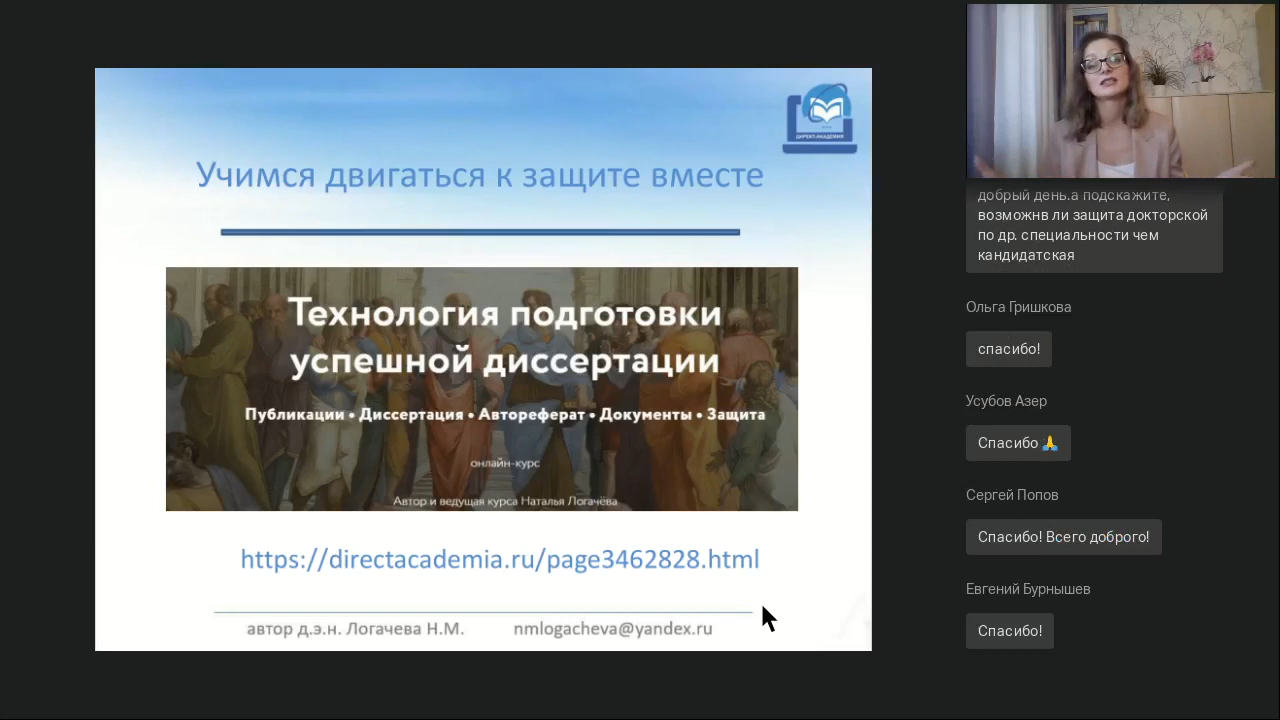 ДИРЕКТ-АКАДЕМИЯ
Учимся двигаться к защите вместе
Технология подготовки
успешной диссертации
Публикации • Диссертация • Автореферат • Документы • Защита
онлайн-курс
Автор и ведущая курса Наталья Логачёва
https://directacademia.ru/page3462828.html
автор д.э.н. Логачева Н.М. nmlogacheva@yandex.ru
добрый день.а подскажите,
возможнв ли защита докторской
по др. специальности чем
кандидатская
Ольга Гришкова
спасибо!
Усубов Азер
Спасибо 🙏
Сергей Попов
Спасибо! Всего доброго!
Евгений Бурнышев
Спасибо!